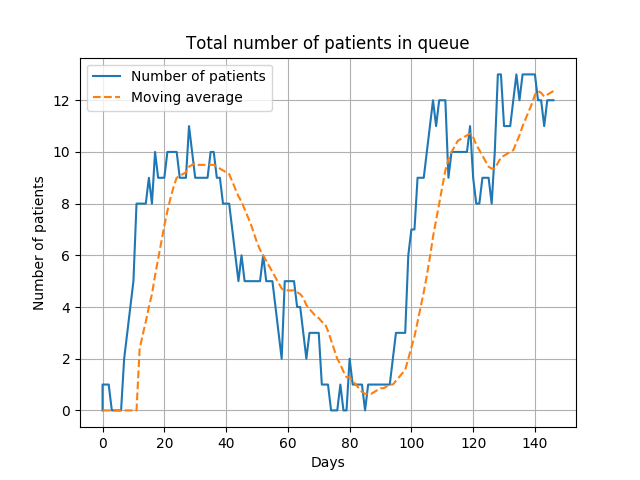 Total number of patients in queue
Number of patients
Moving average
Number of patients
12
10
8
6
4
2
0
0 20 40 60 80 100 120 140
Days